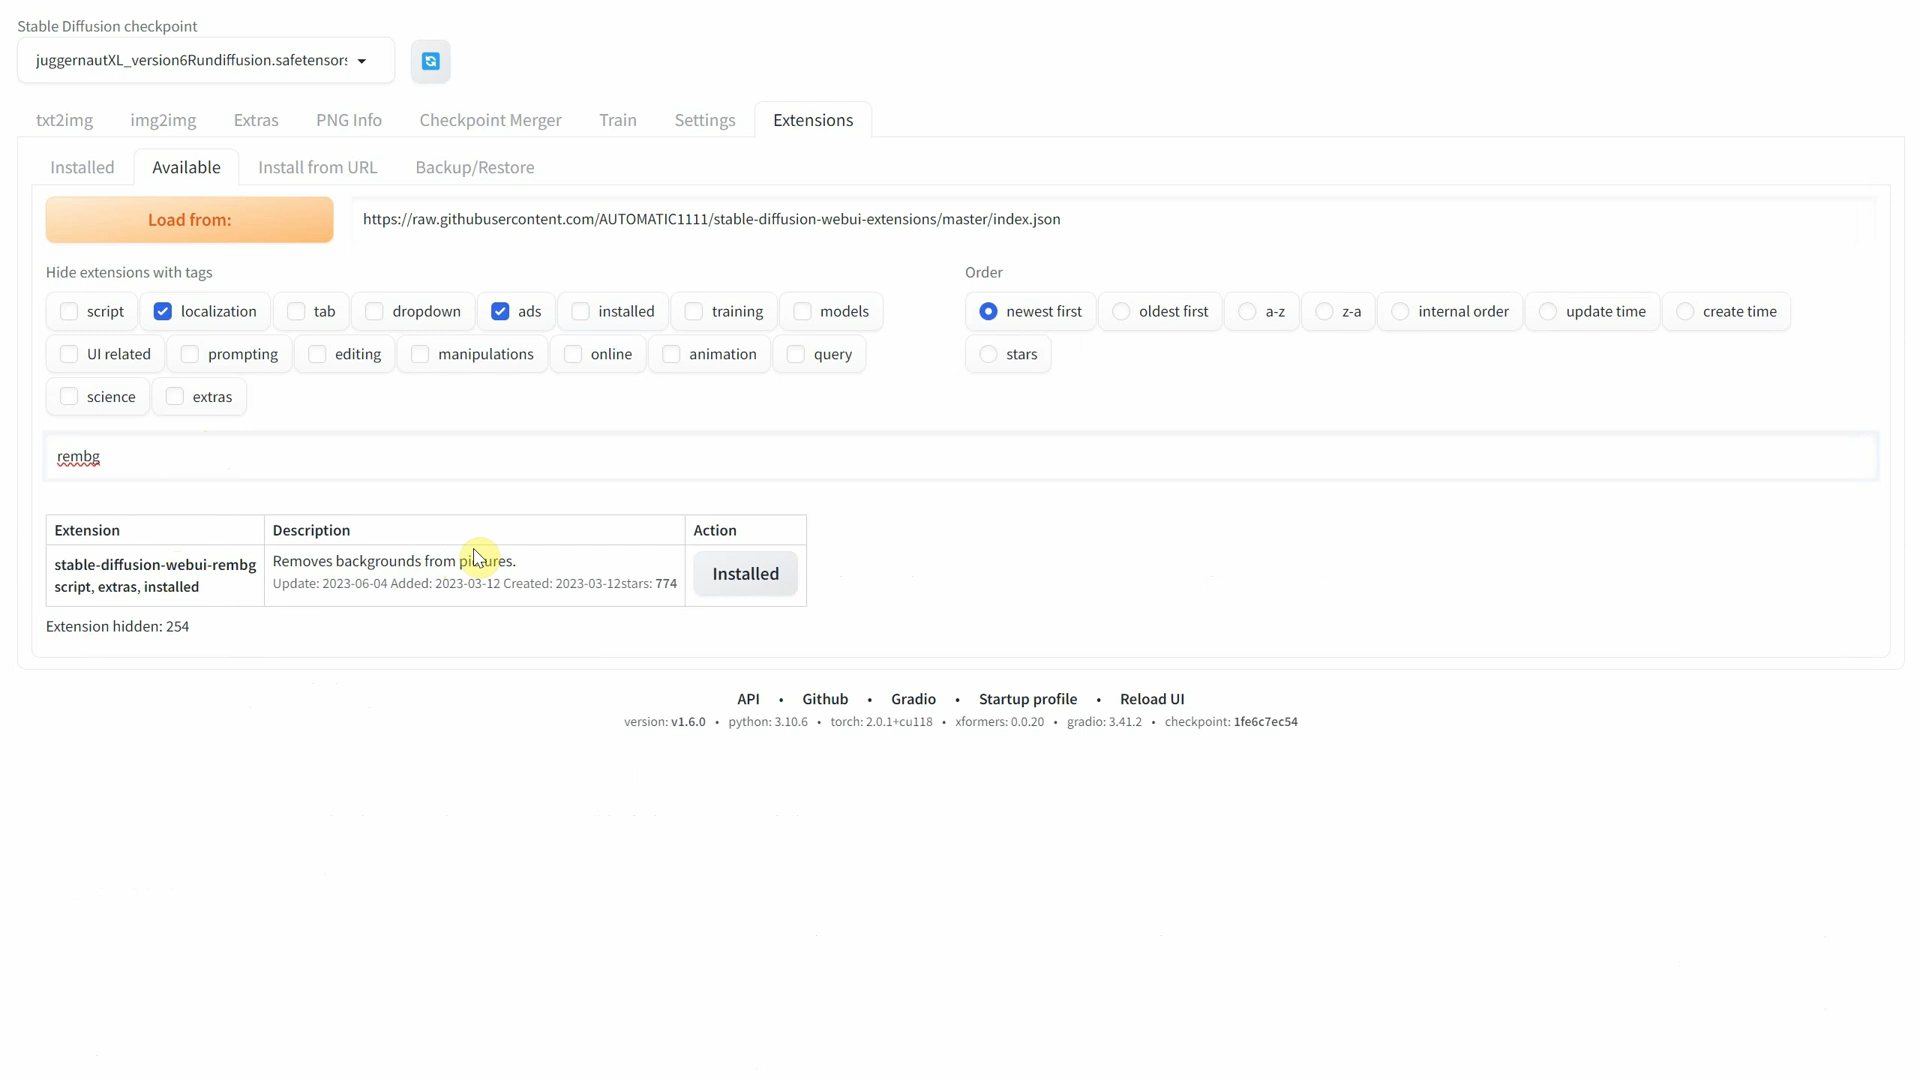 Stable Diffusion checkpoint
juggernautXL_version6Rundiffusion.safetensors
txt2img img2img Extras PNG Info Checkpoint Merger Train Settings Extensions
Installed Available Install from URL Backup/Restore
Load from: https://raw.githubusercontent.com/AUTOMATIC1111/stable-diffusion-webui-extensions/master/index.json
Hide extensions with tags Order
script localization tab dropdown ads installed training models newest first oldest first a-z z-a internal order update time create time
UI related prompting editing manipulations online animation query stars
science extras
rembg
Extension Description Action
stable-diffusion-webui-rembg Removes backgrounds from pictures. Installed
script, extras, installed Update: 2023-06-04 Added: 2023-03-12 Created: 2023-03-12stars: 774
Extension hidden: 254
API • Github • Gradio • Startup profile • Reload UI
version: v1.6.0 • python: 3.10.6 • torch: 2.0.1+cu118 • xformers: 0.0.20 • gradio: 3.41.2 • checkpoint: 1fe6c7ec54